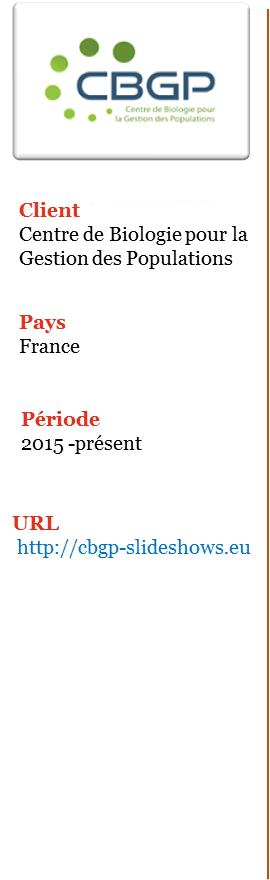 CBGP
Centre de Biologie pour
la Gestion des Populations
Client
Centre de Biologie pour la
Gestion des Populations
Pays
France
Période
2015 -présent
URL
http://cbgp-slideshows.eu